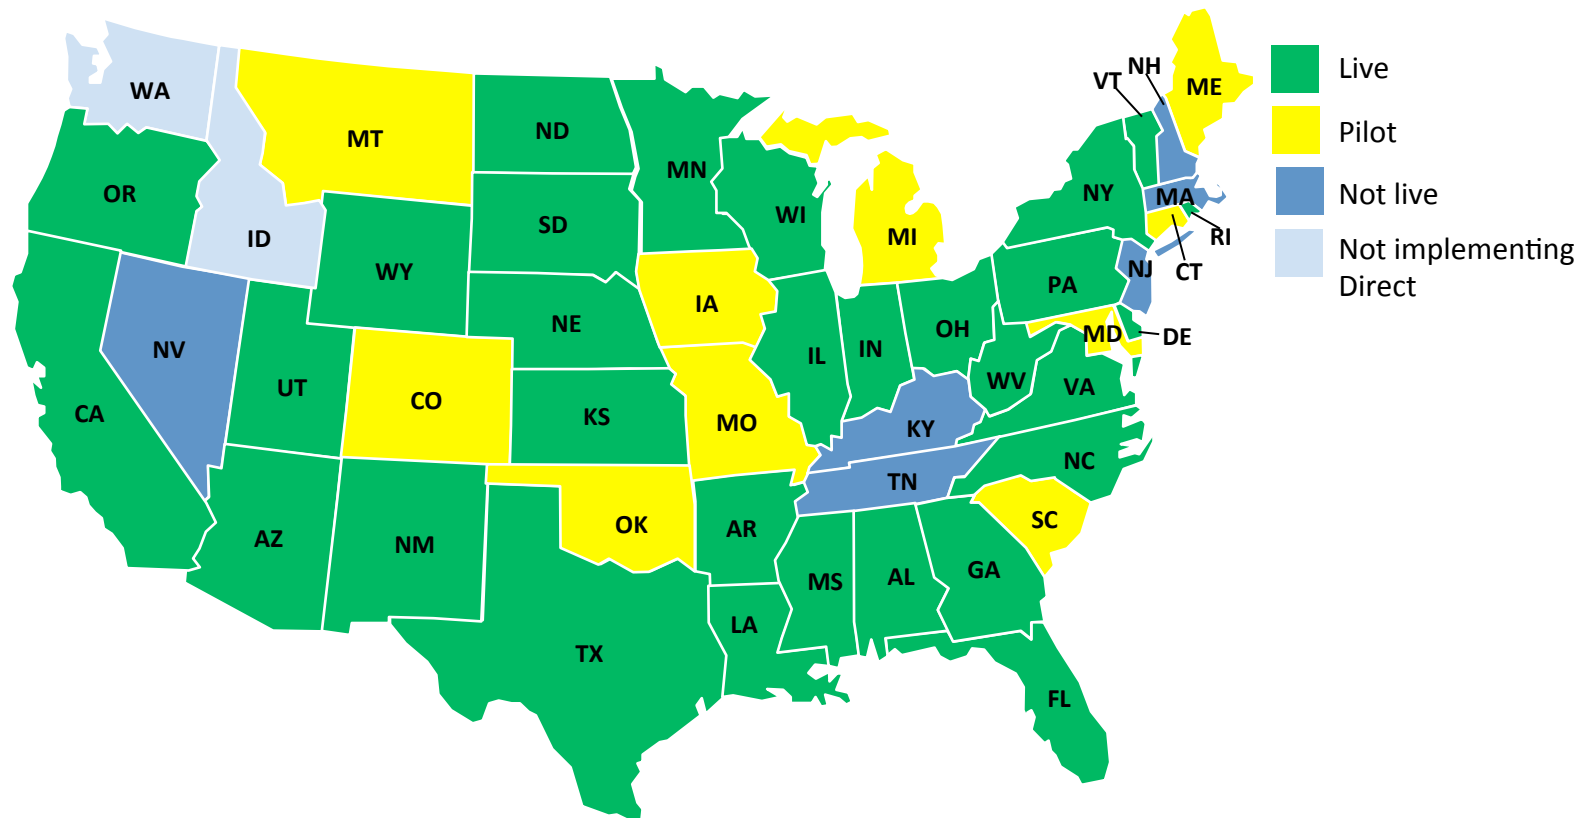 WA
MT
ND
MN
OR
ID
SD
WI
WY
MI
NY
VT
NH
ME
MA
RI
CT
NJ
PA
IA
NE
NV
UT
CO
CA
KS
MO
IL
IN
OH
WV
MD
DE
VA
KY
TN
NC
SC
AZ
NM
OK
AR
MS
AL
GA
LA
TX
FL
Live
Pilot
Not live
Not implementing
Direct